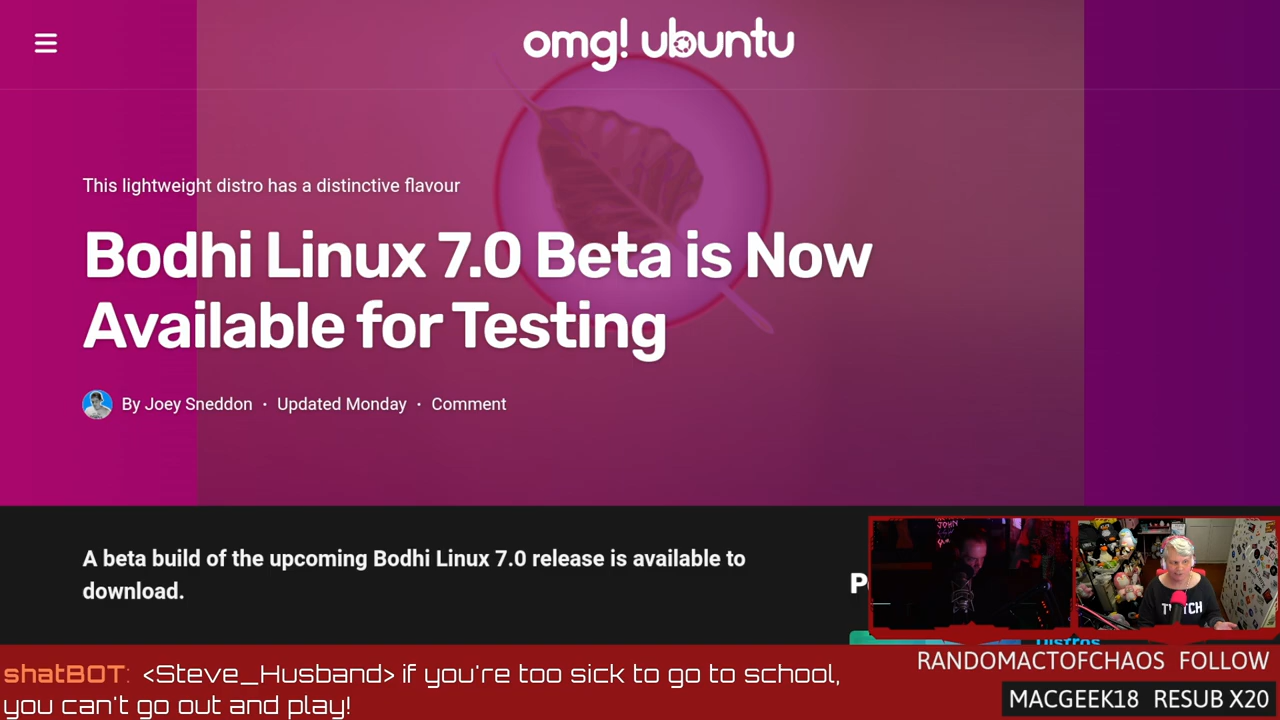 omg! ubuntu
This lightweight distro has a distinctive flavour
Bodhi Linux 7.0 Beta is Now
Available for Testing
By Joey Sneddon • Updated Monday • Comment
A beta build of the upcoming Bodhi Linux 7.0 release is available to
download.
JOHN
TWITCH
Distros
shatBOT: <Steve_Husband> if you're too sick to go to school,
you can't go out and play!
RANDOMACTOFCHAOS FOLLOW
MACGEEK18 RESUB X20